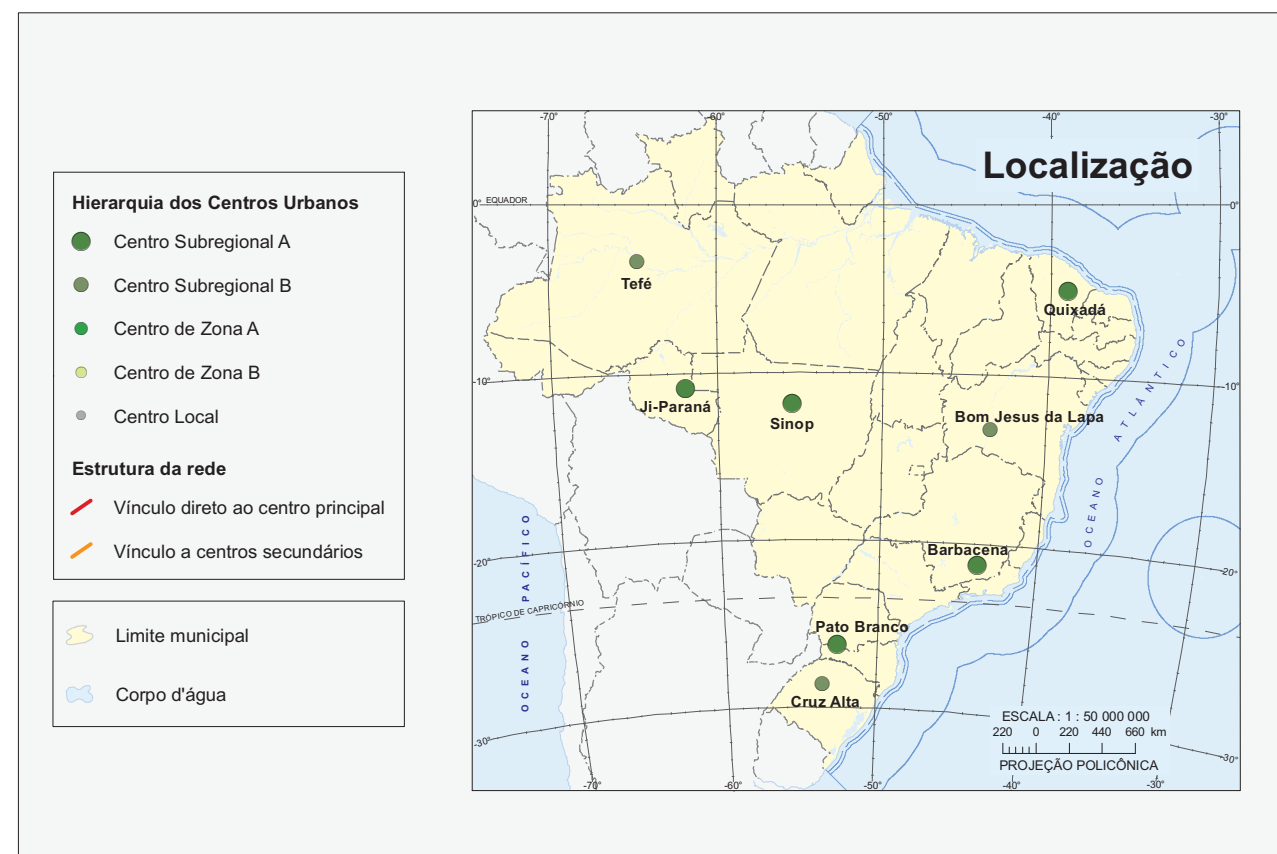 Hierarquia dos Centros Urbanos
Centro Subregional A
Centro Subregional B
Centro de Zona A
Centro de Zona B
Centro Local
Estrutura da rede
Vínculo direto ao centro principal
Vínculo a centros secundários
Limite municipal
Corpo d'água
Localização
-70°
-60°
-50°
-40°
-30°
0°
EQUADOR
0°
Tefé
Quixadá
-10°
-10°
Ji-Paraná
Sinop
Bom Jesus da Lapa
OCEANO ATLÂNTICO
OCEANO PACÍFICO
Barbacena
-20°
-20°
TRÓPICO DE CAPRICÓRNIO
Pato Branco
Cruz Alta
-30°
-30°
ESCALA : 1 : 50 000 000
220 0 220 440 660 km
PROJEÇÃO POLICÔNICA
-70°
-60°
-50°
-40°
-30°